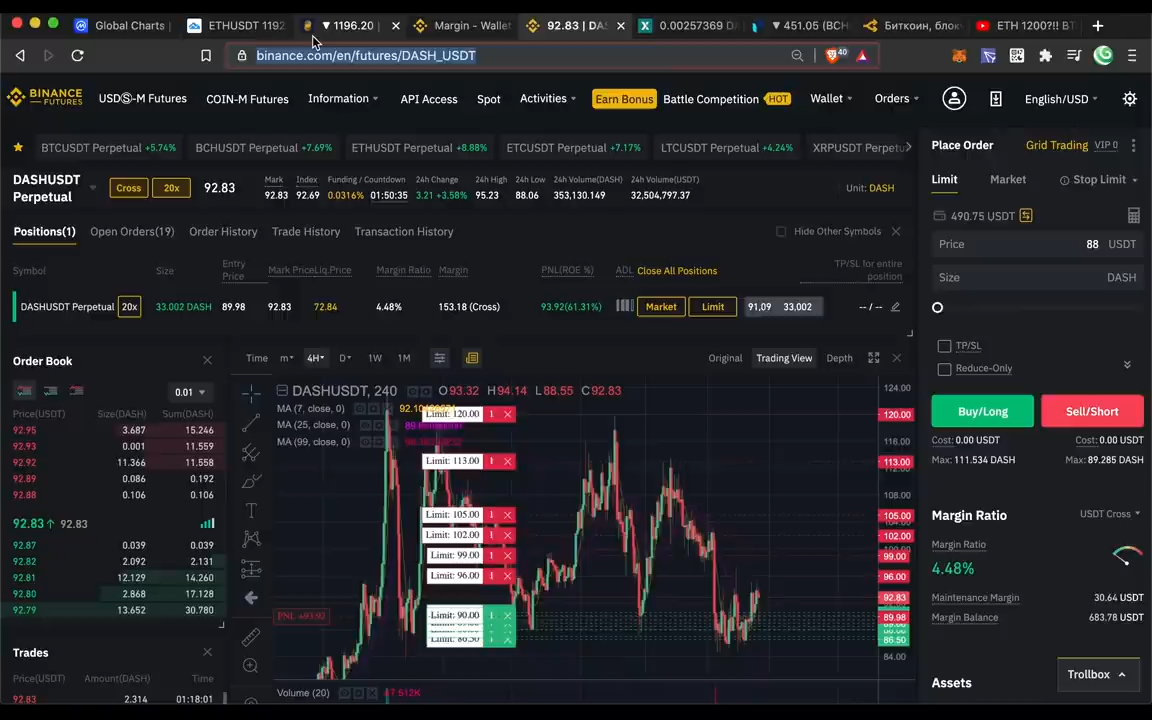 Global Charts
ETHUSDT 1192
▼ 1196.20
Margin - Wallet
92.83 | DAS
0.00257369 DA
▼ 451.05 (BCH
Биткоин, блок
ETH 1200?!! BT
binance.com/en/futures/DASH_USDT
40
BINANCE
FUTURES
USDⓈ-M Futures
COIN-M Futures
Information
API Access
Spot
Activities
Earn Bonus
Battle Competition HOT
Wallet
Orders
English/USD
BTCUSDT Perpetual +5.74%
BCHUSDT Perpetual +7.69%
ETHUSDT Perpetual +8.88%
ETCUSDT Perpetual +7.17%
LTCUSDT Perpetual +4.24%
XRPUSDT Perpetu
DASHUSDT
Perpetual
Cross
20x
92.83
Mark
92.83
Index
92.69
Funding / Countdown
0.0316% 01:50:35
24h Change
3.21 +3.58%
24h High
95.23
24h Low
88.06
24h Volume(DASH)
353,130.149
24h Volume(USDT)
32,504,797.37
Unit: DASH
Positions(1)
Open Orders(19)
Order History
Trade History
Transaction History
Hide Other Symbols
Symbol
Size
Entry
Price
Mark Price
Liq.Price
Margin Ratio
Margin
PNL(ROE %)
ADL
Close All Positions
TP/SL for entire
position
DASHUSDT Perpetual 20x
33.002 DASH
89.98
92.83
72.84
4.48%
153.18 (Cross)
93.92(61.31%)
Market
Limit
91,09
33,002
-- / --
Order Book
0.01
Price(USDT)
Size(DASH)
Sum(DASH)
92.95 3.687 15.246
92.93 0.001 11.559
92.92 11.366 11.558
92.89 0.086 0.192
92.88 0.106 0.106
92.83↑ 92.83
92.87 0.039 0.039
92.82 2.092 2.131
92.81 12.129 14.260
92.80 2.868 17.128
92.79 13.652 30.780
Trades
Price(USDT)
Amount(DASH)
Time
92.83 2.314 01:18:01
Time
m
4H
D
1W
1M
Original
Trading View
Depth
DASHUSDT, 240
O93.32 H94.14 L88.55 C92.83
MA (7, close, 0)
MA (25, close, 0)
MA (99, close, 0)
Limit: 120.00 1
Limit: 113.00 1
Limit: 105.00 1
Limit: 102.00 1
Limit: 99.00 1
Limit: 96.00 1
Limit: 90.00 1
Limit: 86.50 1
PNL +93.92
Volume (20)
124.00
120.00
116.00
113.00
108.00
105.00
102.00
99.00
96.00
92.83
89.98
86.50
84.00
Place Order
Grid Trading
VIP 0
Limit
Market
Stop Limit
490.75 USDT
Price 88 USDT
Size DASH
TP/SL
Reduce-Only
Buy/Long
Sell/Short
Cost: 0.00 USDT
Cost: 0.00 USDT
Max: 111.534 DASH
Max: 89.285 DASH
Margin Ratio
USDT Cross
Margin Ratio
4.48%
Maintenance Margin 30.64 USDT
Margin Balance 683.78 USDT
Assets
Trollbox